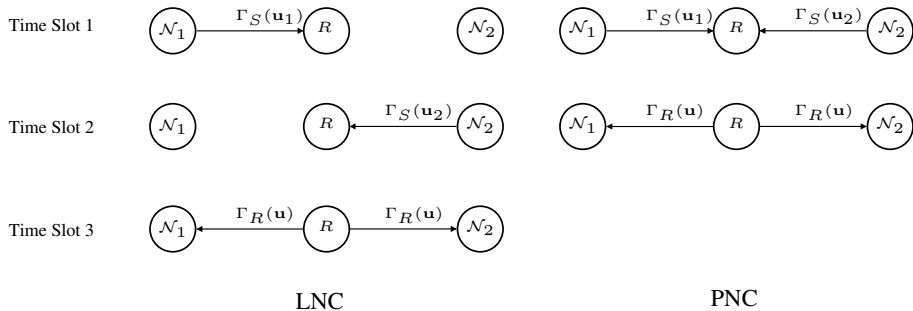 Time Slot 1 𝒩₁ Γ_S(𝐮₁) R 𝒩₂ 𝒩₁ Γ_S(𝐮₁) R Γ_S(𝐮₂) 𝒩₂
Time Slot 2 𝒩₁ R Γ_S(𝐮₂) 𝒩₂ 𝒩₁ Γ_R(𝐮) R Γ_R(𝐮) 𝒩₂
Time Slot 3 𝒩₁ Γ_R(𝐮) R Γ_R(𝐮) 𝒩₂
LNC PNC